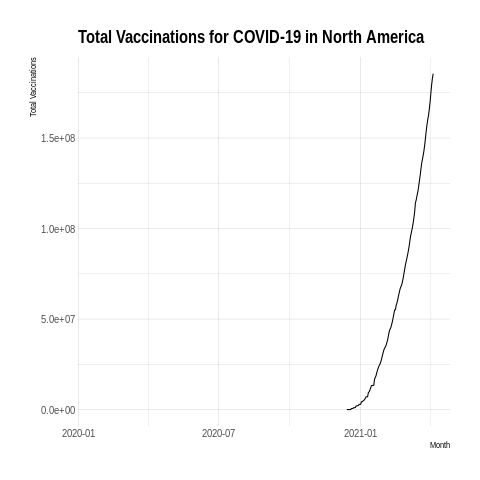 Total Vaccinations for COVID-19 in North America
Total Vaccinations
1.5e+08
1.0e+08
5.0e+07
0.0e+00
2020-01 2020-07 2021-01
Month